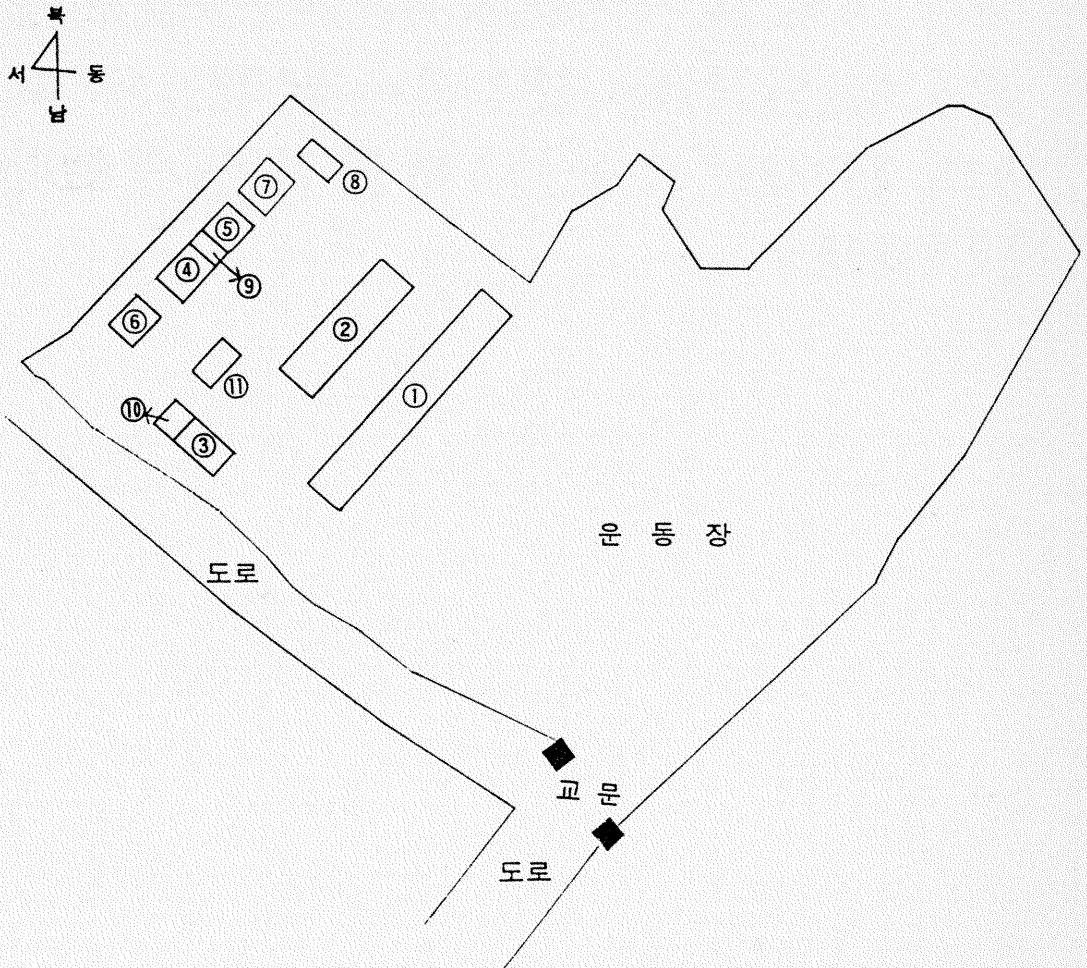 북
서 동
남
⑧
⑦
⑤
④
⑨
⑥
②
⑪
①
⑩
③
운 동 장
도로
교 문
도로